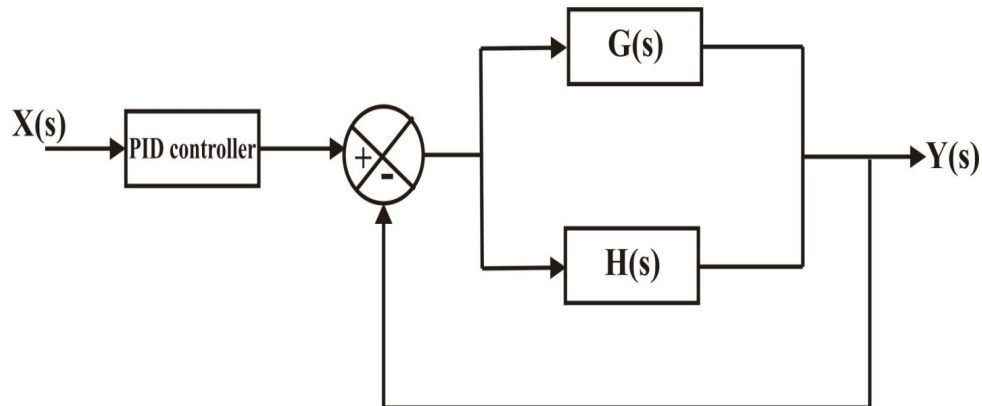 G(s)
X(s)
PID controller
+
-
Y(s)
H(s)